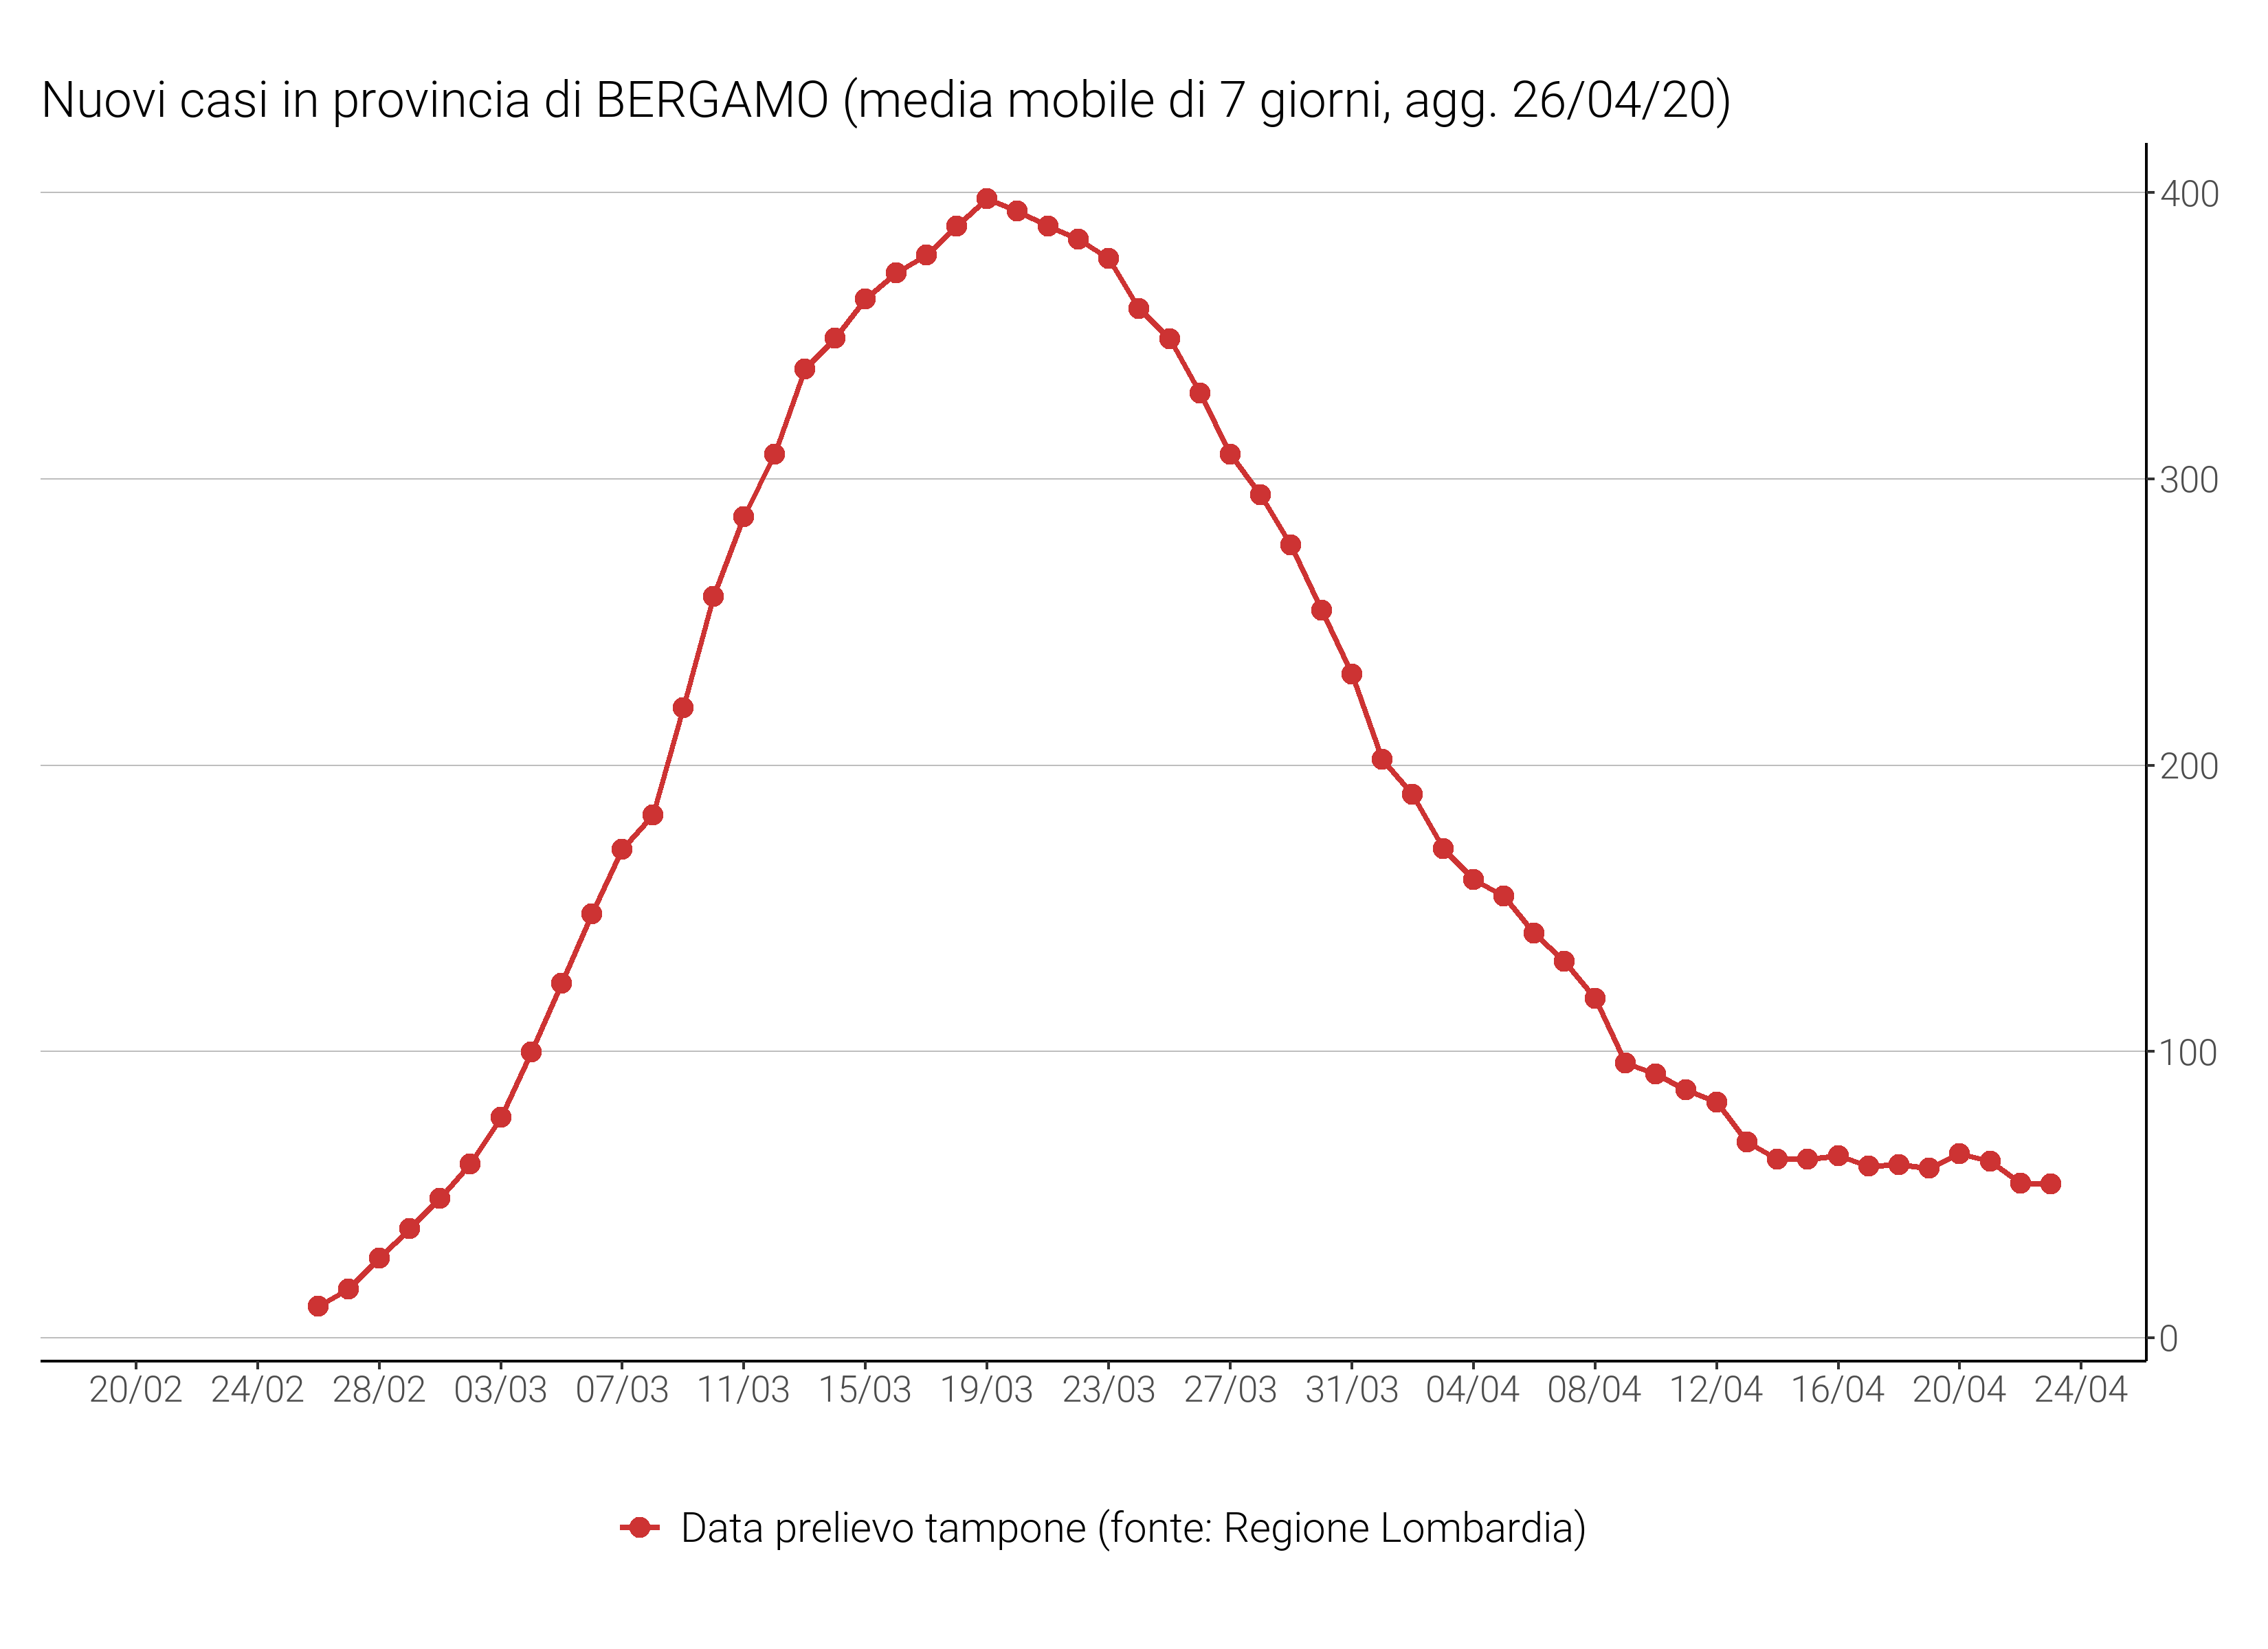 Nuovi casi in provincia di BERGAMO (media mobile di 7 giorni, agg. 26/04/20)
400
300
200
100
0
20/02 24/02 28/02 03/03 07/03 11/03 15/03 19/03 23/03 27/03 31/03 04/04 08/04 12/04 16/04 20/04 24/04
Data prelievo tampone (fonte: Regione Lombardia)